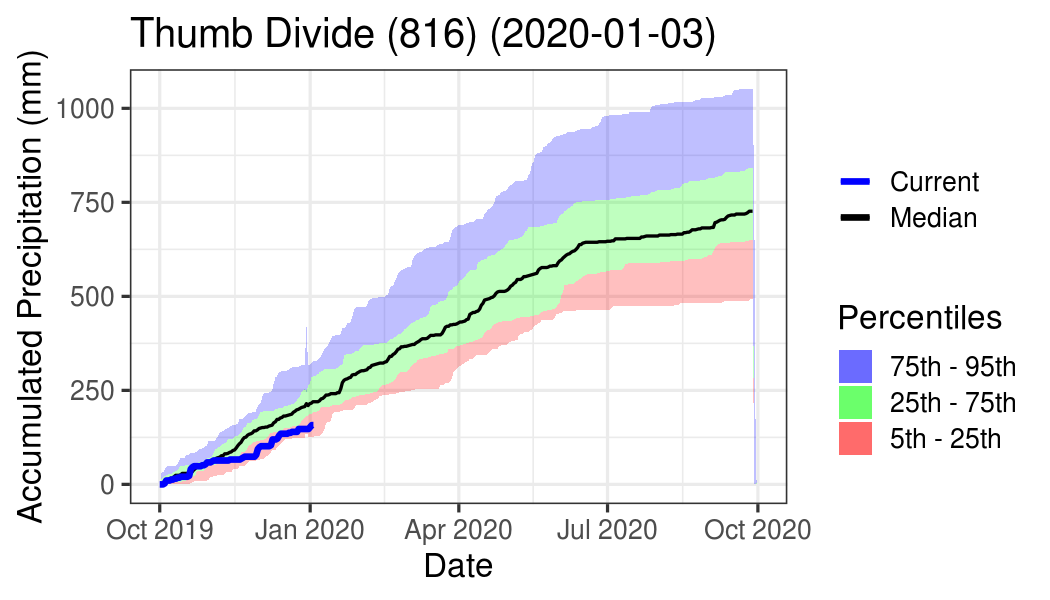 Thumb Divide (816) (2020-01-03)
Accumulated Precipitation (mm)
1000
750
500
250
0
Oct 2019 Jan 2020 Apr 2020 Jul 2020 Oct 2020
Date
Current
Median
Percentiles
75th - 95th
25th - 75th
5th - 25th